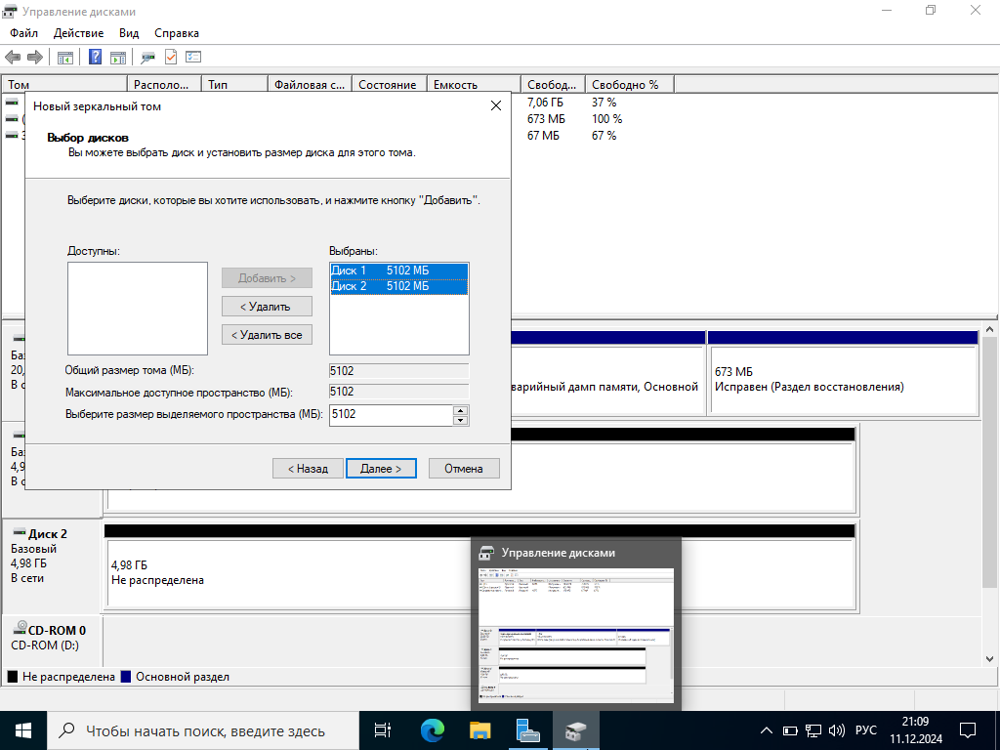 Управление дисками
Файл Действие Вид Справка
Том Располо... Тип Файловая с... Состояние Емкость Свобод... Свободно %
7,06 ГБ 37 %
673 МБ 100 %
67 МБ 67 %
Новый зеркальный том
Выбор дисков
Вы можете выбрать диск и установить размер диска для этого тома.
Выберите диски, которые вы хотите использовать, и нажмите кнопку "Добавить".
Доступны: Выбраны:
Диск 1 5102 МБ
Диск 2 5102 МБ
Добавить >
< Удалить
< Удалить все
Общий размер тома (МБ): 5102
Максимальное доступное пространство (МБ): 5102
Выберите размер выделяемого пространства (МБ): 5102
< Назад Далее > Отмена
673 МБ
варийный дамп памяти, Основной
Исправен (Раздел восстановления)
Ба
20,
В с
Ба
4,9
В с
Диск 2
Базовый
4,98 ГБ
В сети
4,98 ГБ
Не распределена
CD-ROM 0
CD-ROM (D:)
Не распределена Основной раздел
Управление дисками
Чтобы начать поиск, введите здесь
РУС
21:09
11.12.2024